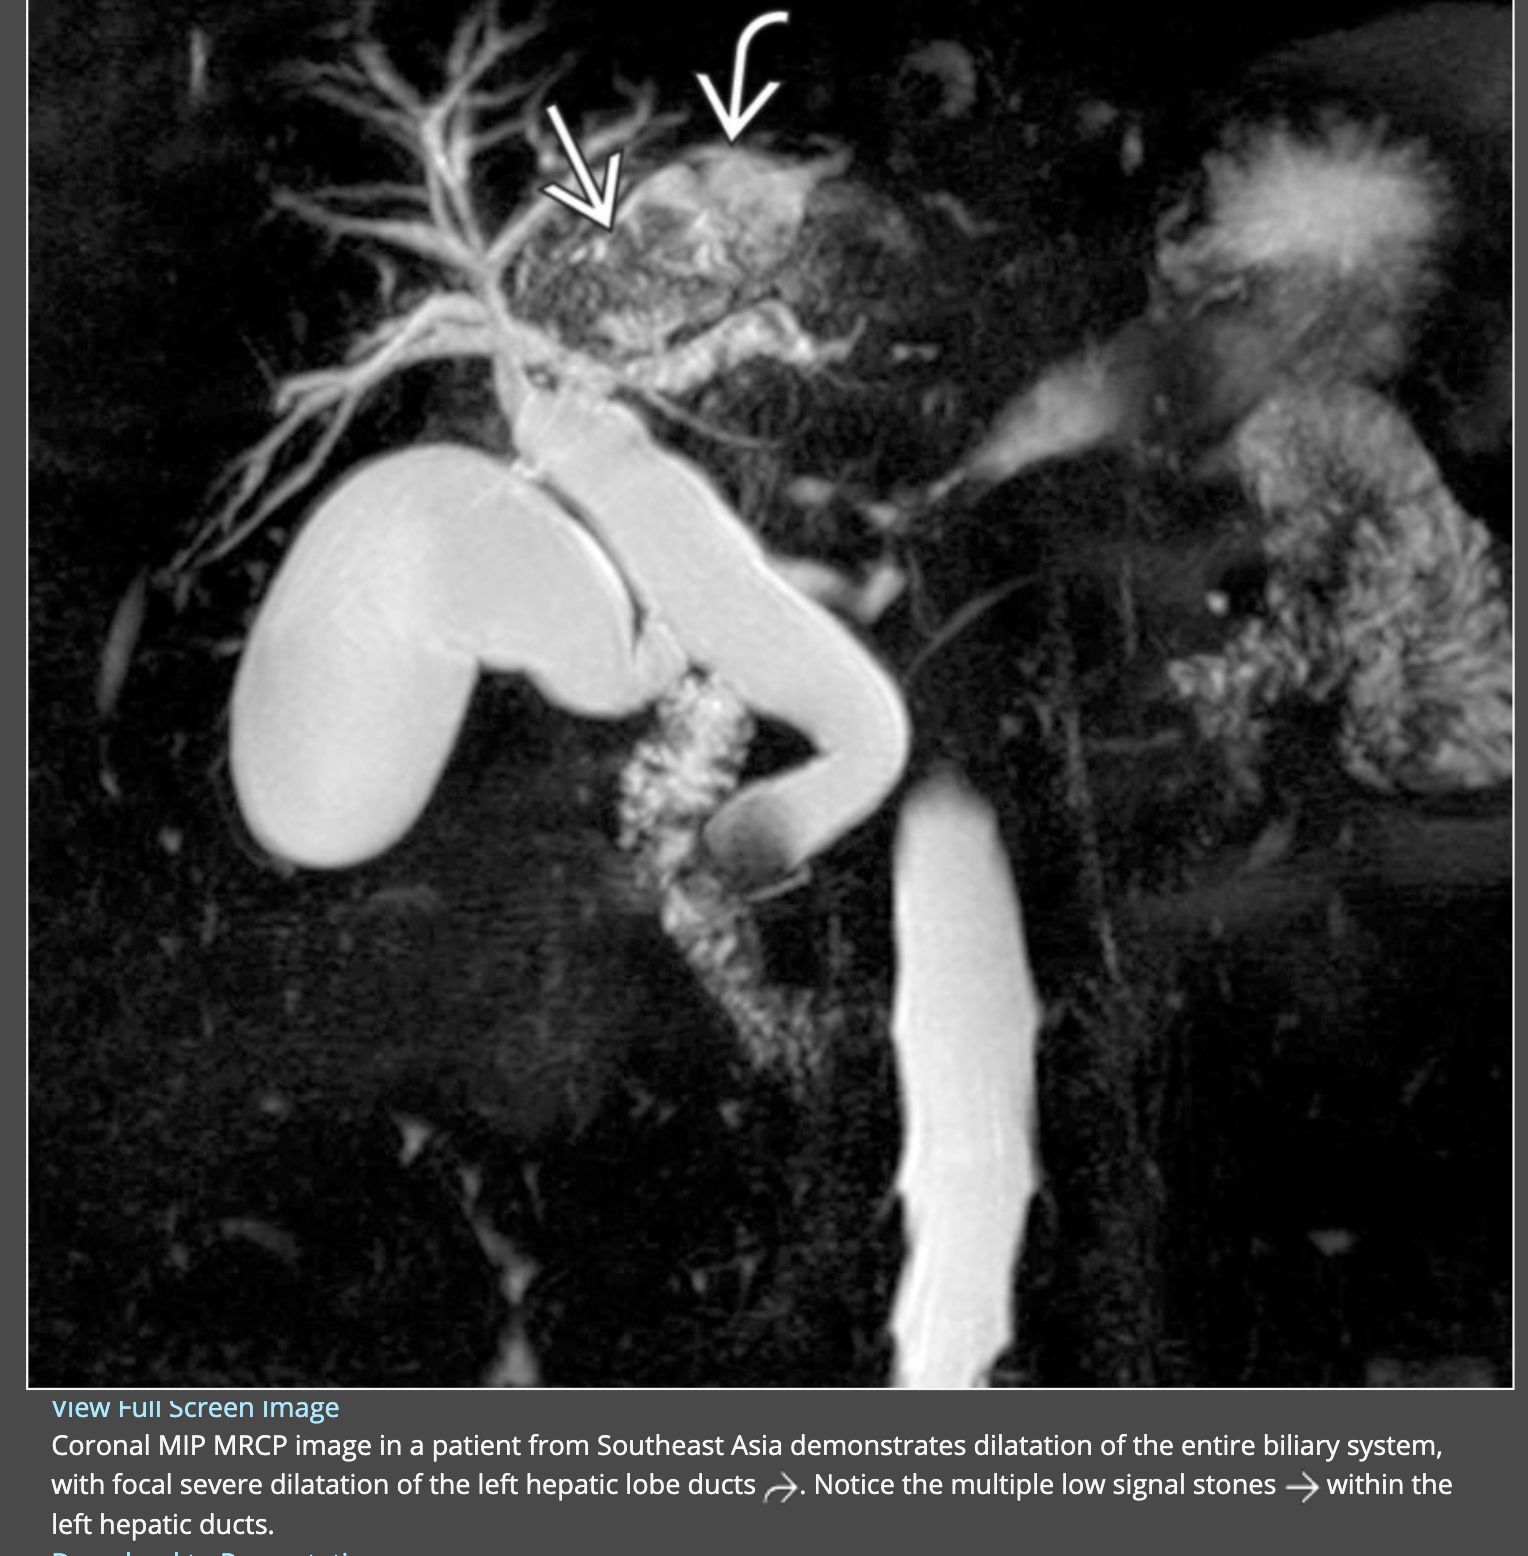 View Full Screen Image
Coronal MIP MRCP image in a patient from Southeast Asia demonstrates dilatation of the entire biliary system,
with focal severe dilatation of the left hepatic lobe ducts . Notice the multiple low signal stones within the
left hepatic ducts.